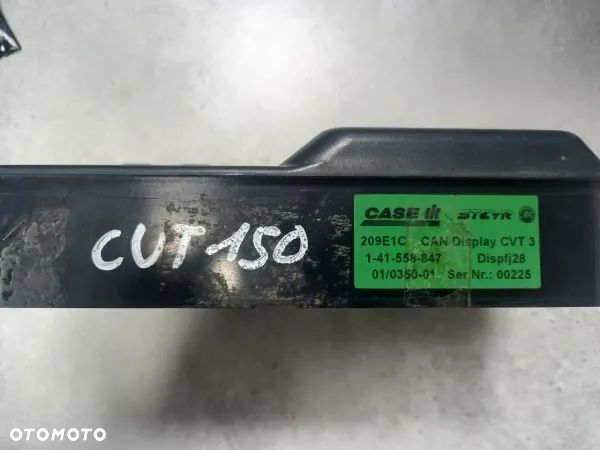 CVT 150
CASE IH STEYR
209E1C CAN Display CVT 3
1-41-558-847 Dispfj28
01/0350-01 Ser Nr.: 00225
OTOMOTO